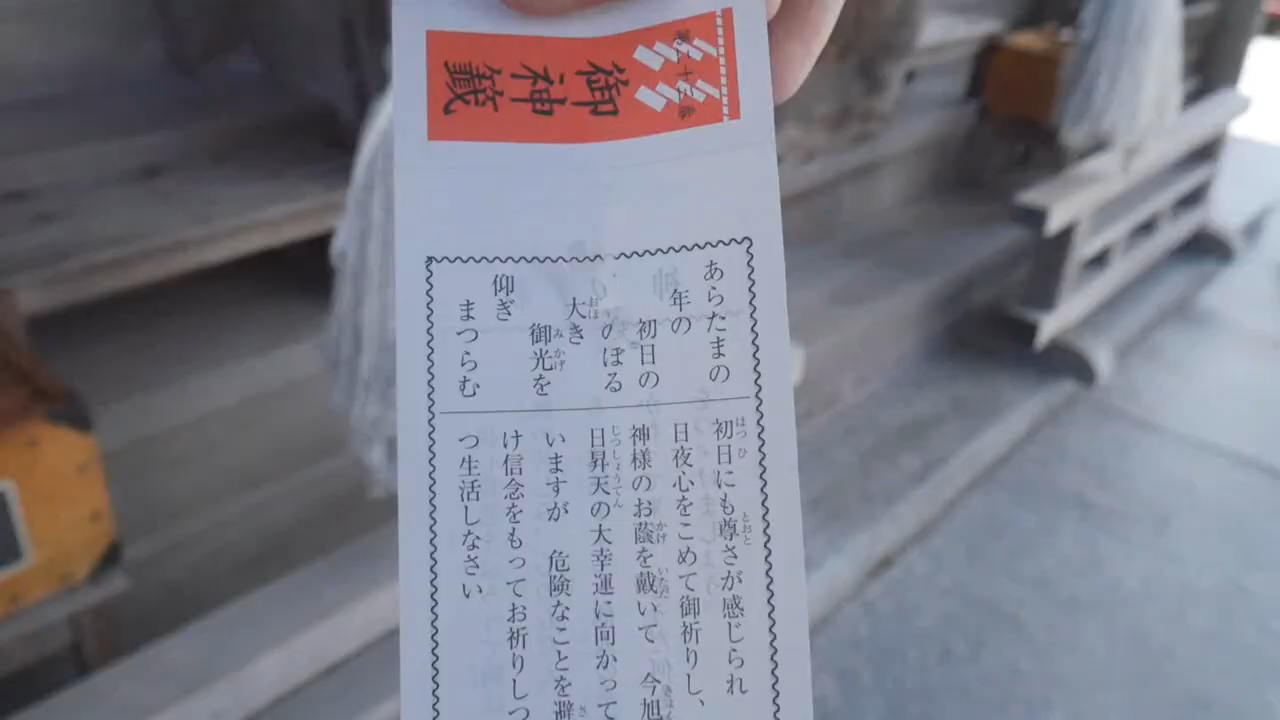 御神籤
あらたまの
年の
初日の
のぼる
大き
御光を
仰ぎ
まつらむ
初日にも尊さが感じられ
日夜心をこめて御祈りし、
神様のお蔭を戴いて 今旭
日昇天の大幸運に向かって
いますが 危険なことを避
け信念をもってお祈りしつ
つ生活しなさい